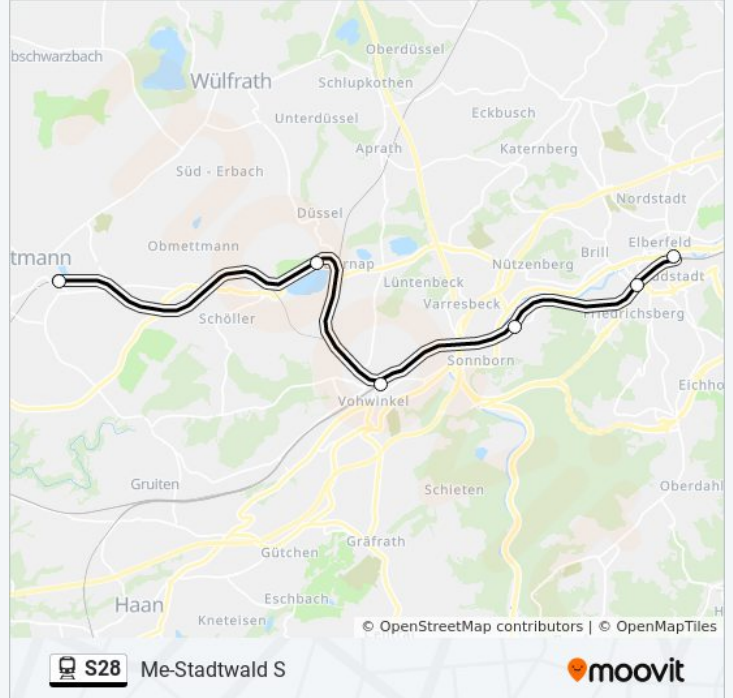 Oberdüssel
bschwarzbach
Wülfrath
Schlupkothen
Eckbusch
Unterdüssel
Aprath
Katernberg
Süd - Erbach
Nordstadt
Düssel
tmann
Obmettmann
Elberfeld
Brill
rnap
Nützenberg
Lüntenbeck
dstadt
Varresbeck
Friedrichsberg
Schöller
Sonnborn
Eichho
Vohwinkel
Gruiten
Schieten
Oberdahl
Gräfrath
Gütchen
Eschbach
Haan
Kneteisen
H
© OpenStreetMap contributors | © OpenMapTiles
S28 Me-Stadtwald S
moovit